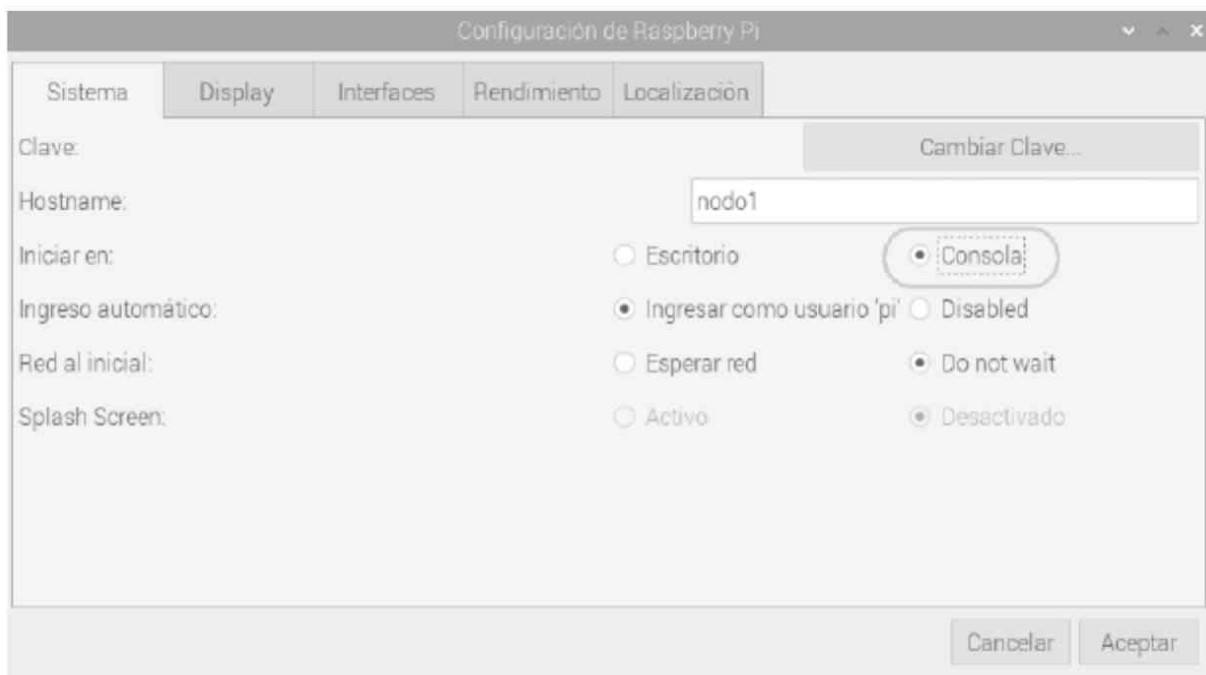 Configuración de Raspberry Pi
Sistema Display Interfaces Rendimiento Localización
Clave: Cambiar Clave...
Hostname: nodo1
Iniciar en: Escritorio Consola
Ingreso automático: Ingresar como usuario 'pi' Disabled
Red al inicial: Esperar red Do not wait
Splash Screen: Activo Desactivado
Cancelar Aceptar